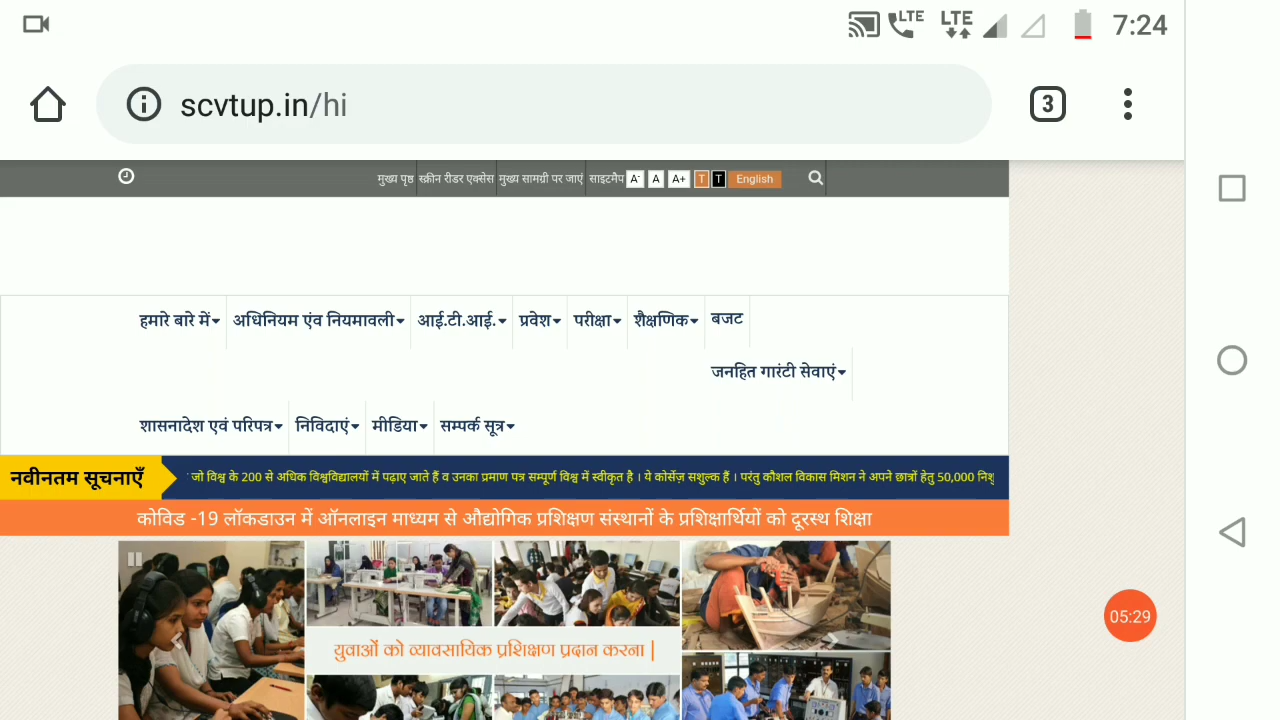 LTE LTE 7:24
scvtup.in/hi 3
मुख्य पृष्ठ स्क्रीन रीडर एक्सेस मुख्य सामग्री पर जाएं साइटमैप A- A A+ T T English
हमारे बारे में अधिनियम एंव नियमावली आई.टी.आई. प्रवेश परीक्षा शैक्षणिक बजट
जनहित गारंटी सेवाएं
शासनादेश एवं परिपत्र निविदाएं मीडिया सम्पर्क सूत्र
नवीनतम सूचनाएँ जो विश्व के 200 से अधिक विश्वविद्यालयों में पढ़ाए जाते हैं व उनका प्रमाण पत्र सम्पूर्ण विश्व में स्वीकृत है । ये कोर्सेज़ सशुल्क हैं । परंतु कौशल विकास मिशन ने अपने छात्रों हेतु 50,000
कोविड -19 लॉकडाउन में ऑनलाइन माध्यम से औद्योगिक प्रशिक्षण संस्थानों के प्रशिक्षार्थियों को दूरस्थ शिक्षा
युवाओं को व्यावसायिक प्रशिक्षण प्रदान करना |
05:29